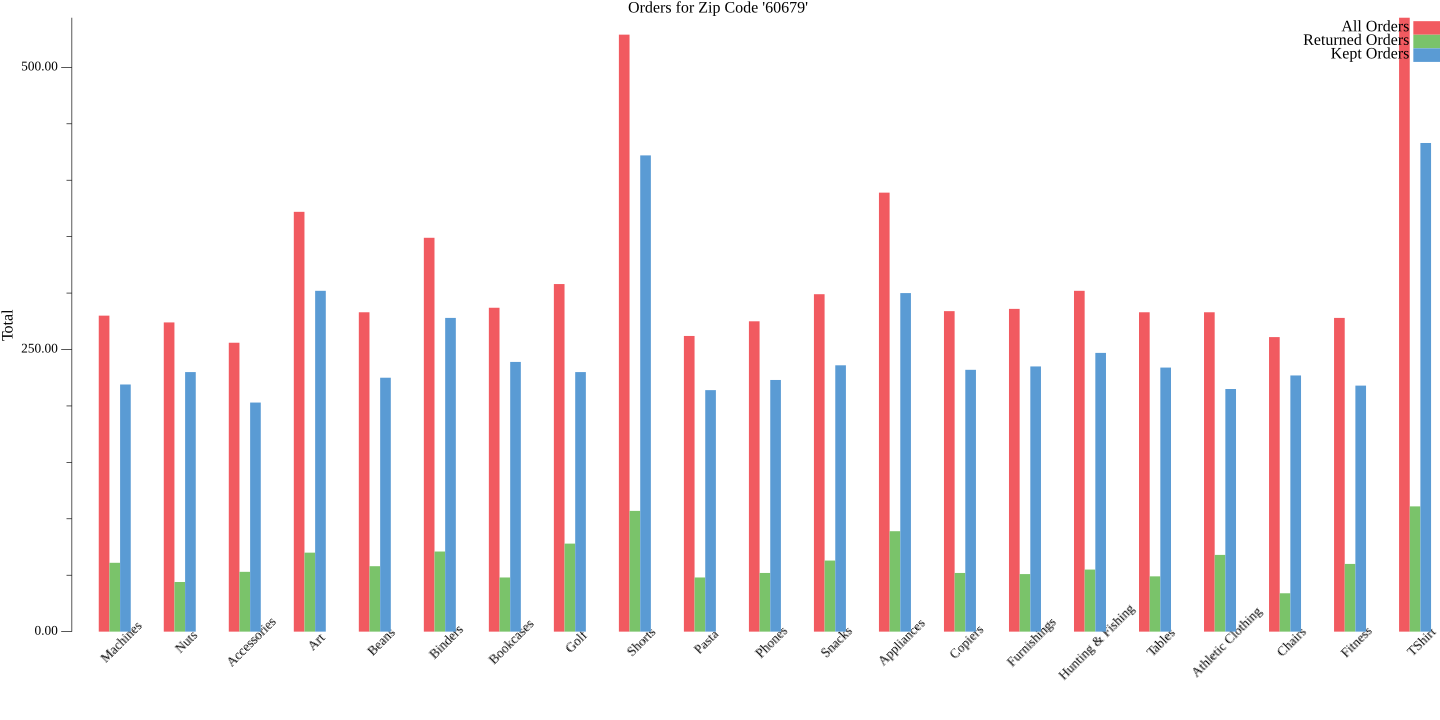 Orders for Zip Code '60679'
All Orders
Returned Orders
Kept Orders
Total
500.00
250.00
0.00
Machines
Nuts
Accessories
Art
Beans
Binders
Bookcases
Golf
Shorts
Pasta
Phones
Snacks
Appliances
Copiers
Furnishings
Hunting & Fishing
Tables
Athletic Clothing
Chairs
Fitness
TShirt